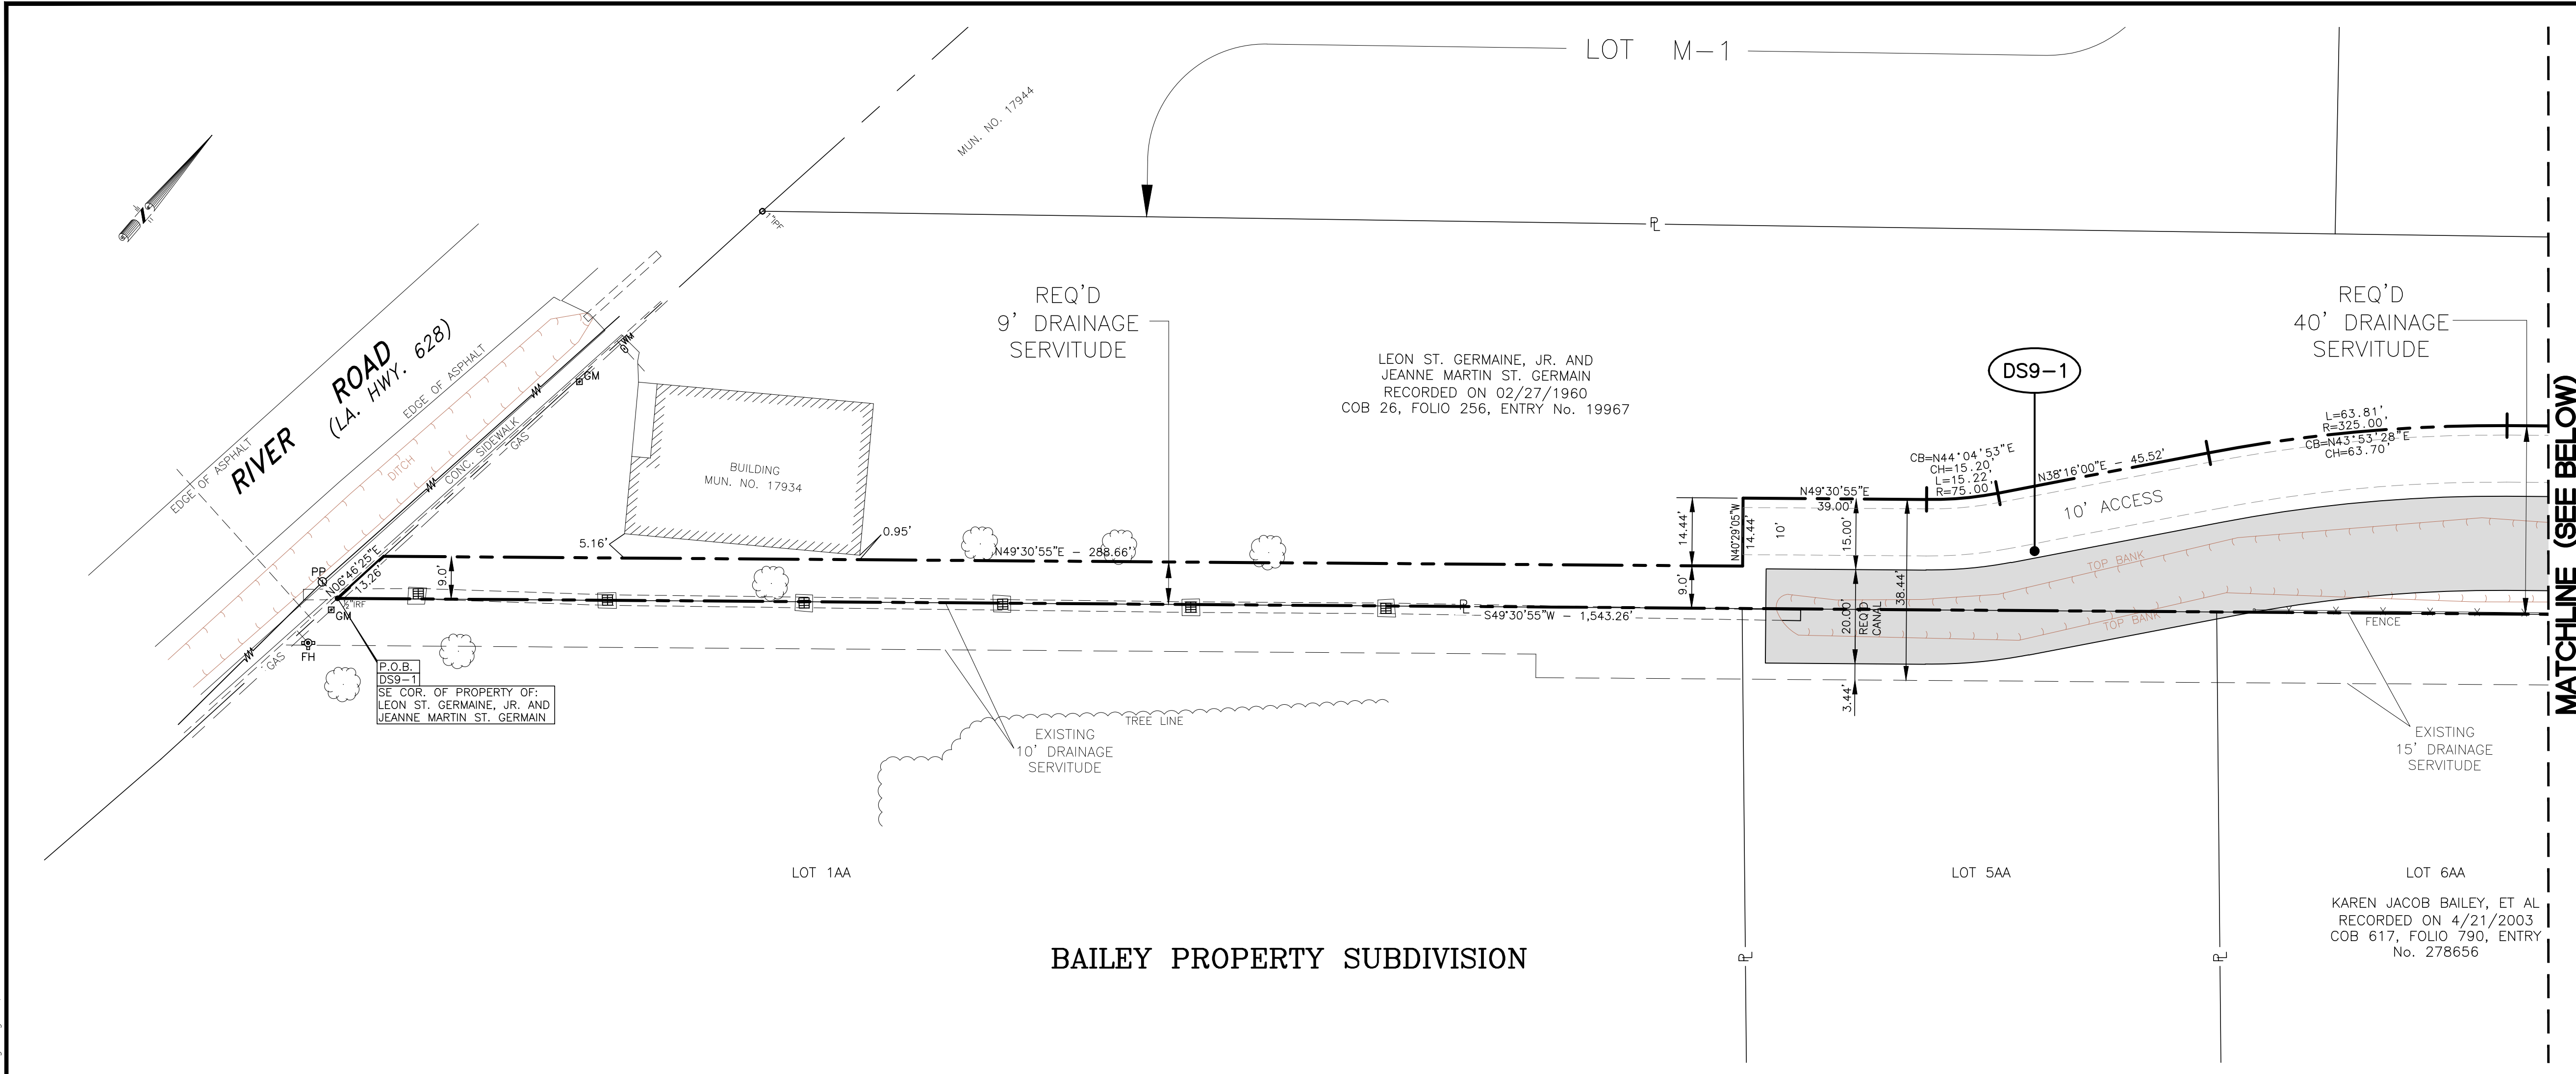 LOT M-1
MUN. NO. 17944
1"IPF
PL
REQ'D
9' DRAINAGE
SERVITUDE
REQ'D
40' DRAINAGE
SERVITUDE
LEON ST. GERMAINE, JR. AND
JEANNE MARTIN ST. GERMAIN
RECORDED ON 02/27/1960
COB 26, FOLIO 256, ENTRY No. 19967
DS9-1
MATCHLINE (SEE BELOW)
EDGE OF ASPHALT
RIVER ROAD
(LA. HWY. 628)
EDGE OF ASPHALT
DITCH
CONC. SIDEWALK
GAS
WM
GM
BUILDING
MUN. NO. 17934
5.16'
0.95'
N49°30'55"E - 288.66'
14.44'
N40°29'05"W
14.44'
10'
N49°30'55"E
39.00'
15.00'
CB=N44°04'53"E
CH=15.20'
L=15.22'
R=75.00'
N38°16'00"E - 45.52'
L=63.81'
R=325.00'
CB=N43°53'28"E
CH=63.70'
10' ACCESS
PP
N06°46'25"E
13.26'
9.0'
1/2"IRF
GM
FH
GAS
9.0'
PL
S49°30'55"W - 1,543.26'
20.00'
REQ'D
CANAL
38.44'
3.44'
TOP BANK
TOP BANK
FENCE
P.O.B.
DS9-1
SE COR. OF PROPERTY OF:
LEON ST. GERMAINE, JR. AND
JEANNE MARTIN ST. GERMAIN
TREE LINE
EXISTING
10' DRAINAGE
SERVITUDE
EXISTING
15' DRAINAGE
SERVITUDE
LOT 1AA
LOT 5AA
LOT 6AA
KAREN JACOB BAILEY, ET AL
RECORDED ON 4/21/2003
COB 617, FOLIO 790, ENTRY
No. 278656
BAILEY PROPERTY SUBDIVISION
PL
PL